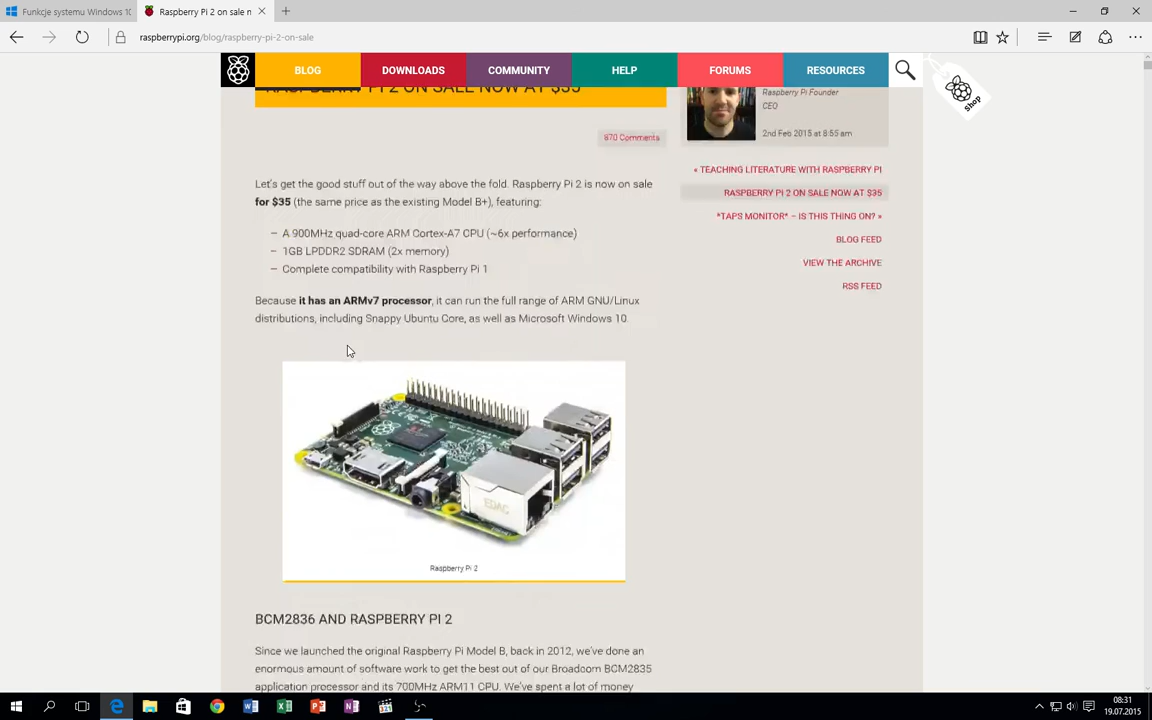 Funkcje systemu Windows 10
Raspberry Pi 2 on sale n
raspberrypi.org/blog/raspberry-pi-2-on-sale
BLOG
DOWNLOADS
COMMUNITY
HELP
FORUMS
RESOURCES
shop
RASPBERRY PI 2 ON SALE NOW AT $35
Raspberry Pi Founder
CEO
2nd Feb 2015 at 8:55 am
870 Comments
« TEACHING LITERATURE WITH RASPBERRY PI
RASPBERRY PI 2 ON SALE NOW AT $35
*TAPS MONITOR* – IS THIS THING ON? »
BLOG FEED
VIEW THE ARCHIVE
RSS FEED
Let's get the good stuff out of the way above the fold. Raspberry Pi 2 is now on sale
for $35 (the same price as the existing Model B+), featuring:
– A 900MHz quad-core ARM Cortex-A7 CPU (~6x performance)
– 1GB LPDDR2 SDRAM (2x memory)
– Complete compatibility with Raspberry Pi 1
Because it has an ARMv7 processor, it can run the full range of ARM GNU/Linux
distributions, including Snappy Ubuntu Core, as well as Microsoft Windows 10.
EDAC
Raspberry Pi 2
BCM2836 AND RASPBERRY PI 2
Since we launched the original Raspberry Pi Model B, back in 2012, we've done an
enormous amount of software work to get the best out of our Broadcom BCM2835
application processor and its 700MHz ARM11 CPU. We've spent a lot of money
08:31
19.07.2015